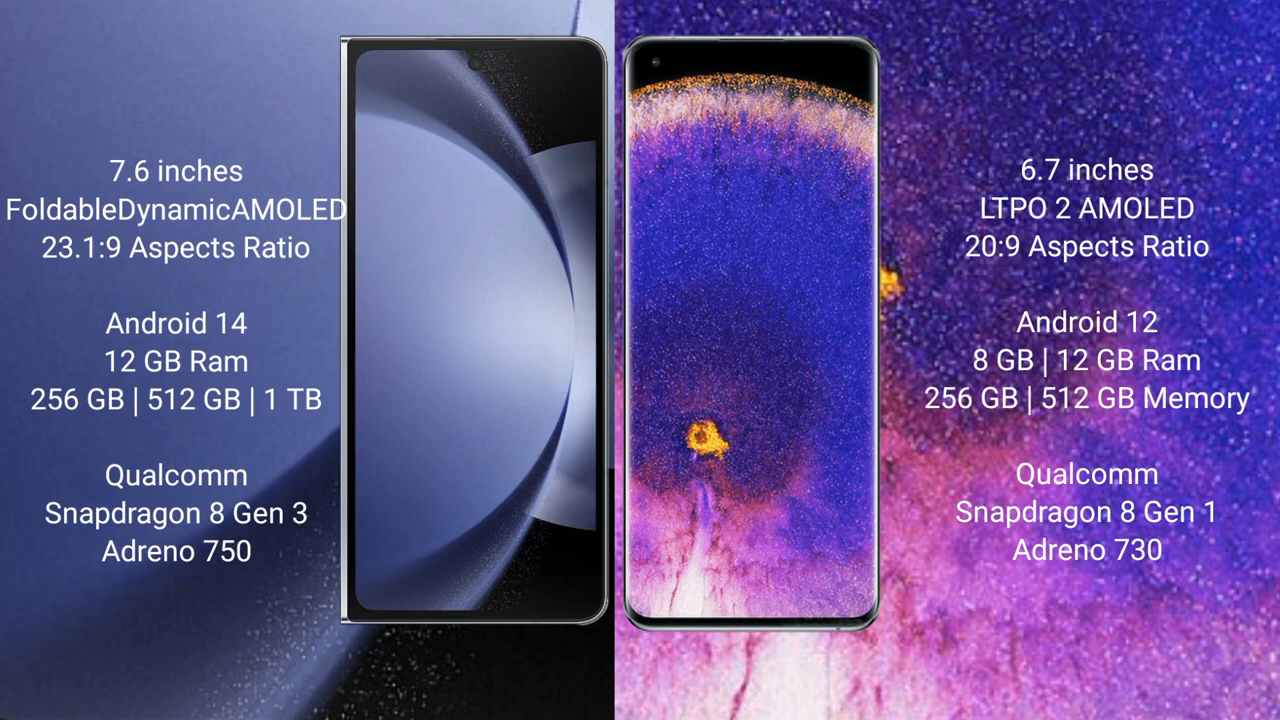 7.6 inches
FoldableDynamicAMOLED
23.1:9 Aspects Ratio
Android 14
12 GB Ram
256 GB | 512 GB | 1 TB
Qualcomm
Snapdragon 8 Gen 3
Adreno 750
6.7 inches
LTPO 2 AMOLED
20:9 Aspects Ratio
Android 12
8 GB | 12 GB Ram
256 GB | 512 GB Memory
Qualcomm
Snapdragon 8 Gen 1
Adreno 730